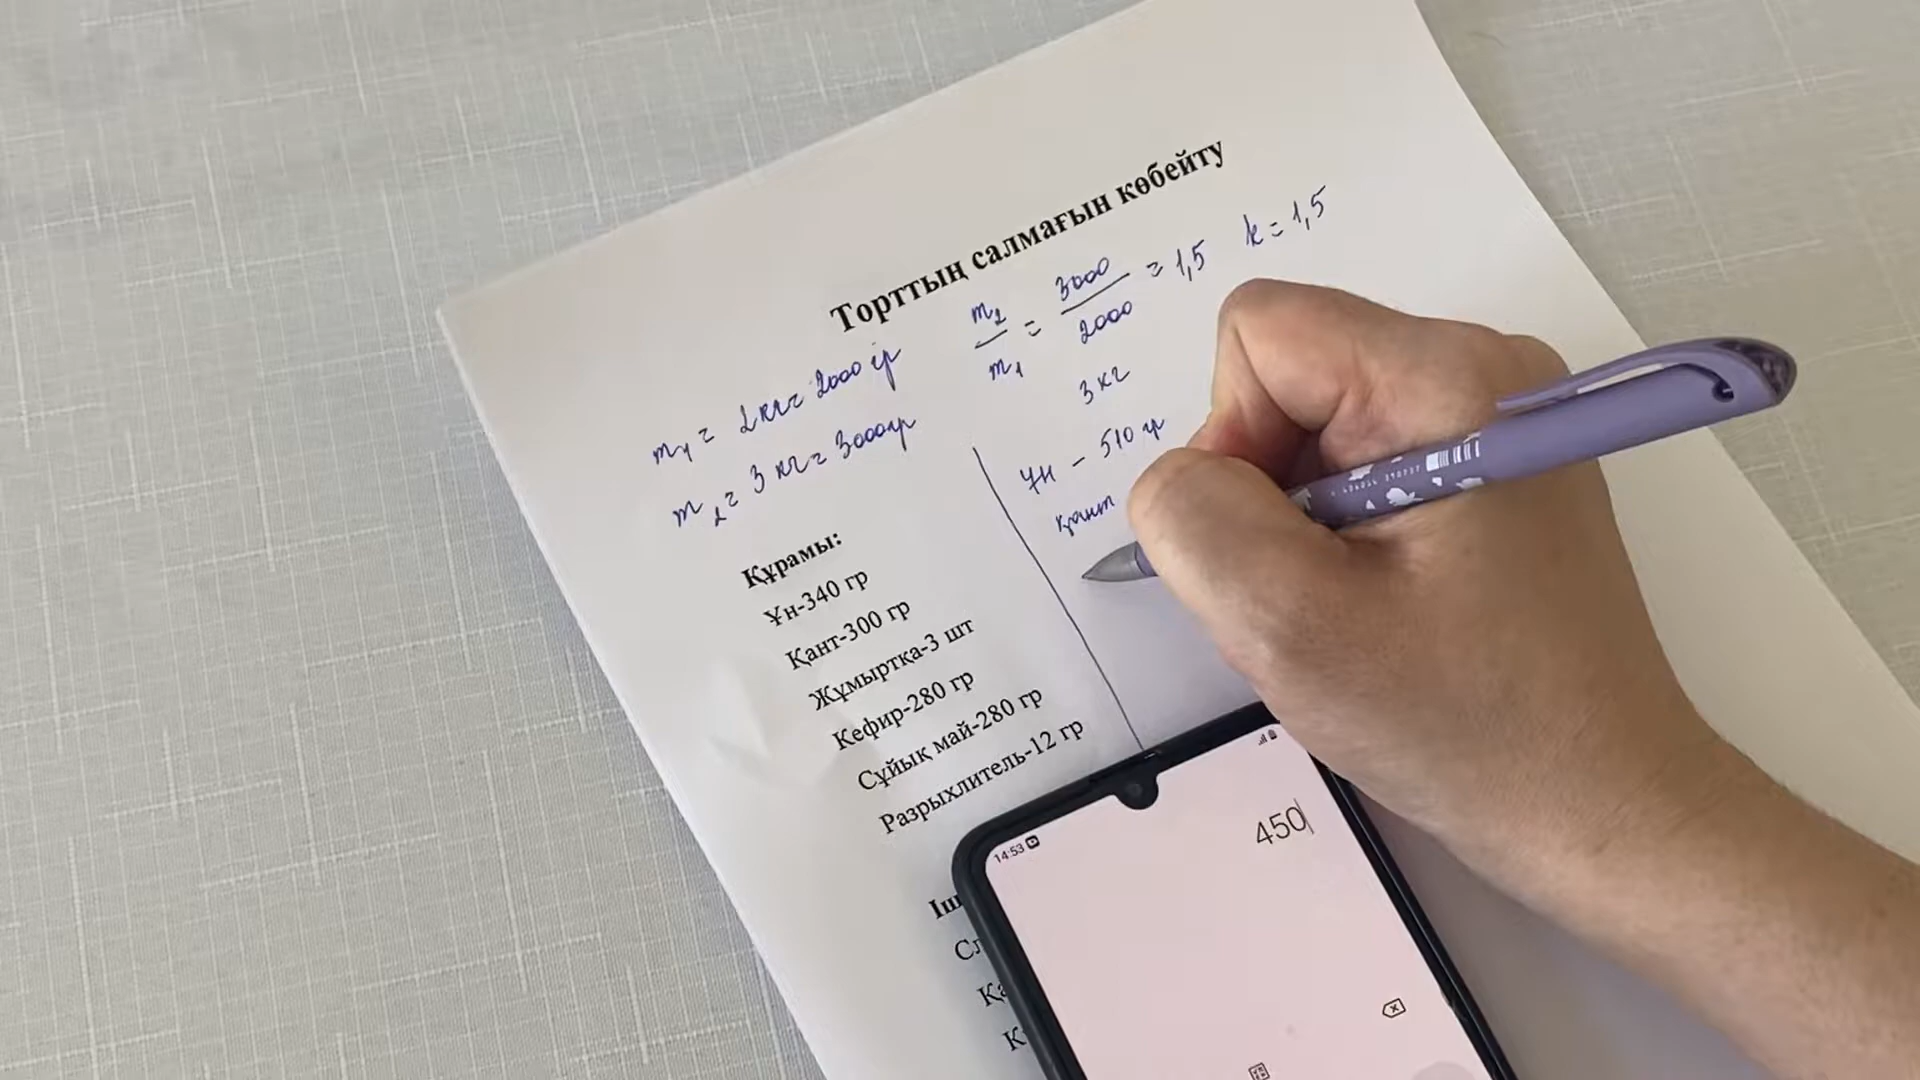 Торттың салмағын көбейту
m₁ = 2 кг = 2000 гр
m₂ = 3 кг = 3000 гр
m₂/m₁ = 3000/2000 = 1,5 k = 1,5
3 кг
Ұн - 510 гр
қант
Құрамы:
Ұн-340 гр
Қант-300 гр
Жұмыртқа-3 шт
Кефир-280 гр
Сұйық май-280 гр
Разрыхлитель-12 гр
14:53
450